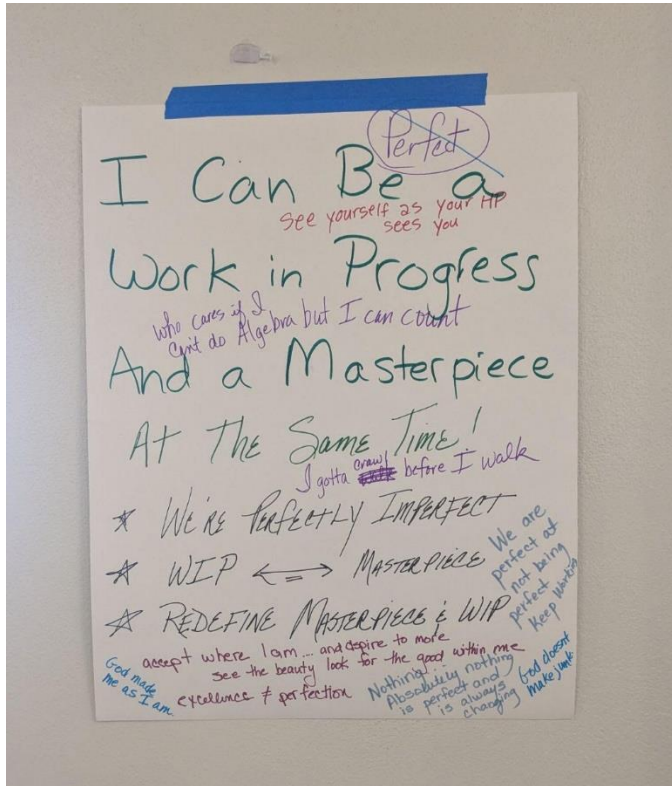 Perfect
I Can Be a
see yourself as your HP
sees you
Work in Progress
Who cares if I
Can't do Algebra but I can count
And a Masterpiece
AT THE SAME TIME!
I gotta crawl before I walk
WE'RE PERFECTLY IMPERFECT
WIP ⟺ MASTERPIECE
REDEFINE MASTERPIECE & WIP
We are
perfect at
not being
perfect
Keep working
accept where I am... and aspire to more
see the beauty look for the good within me
excellence ≠ perfection
God made
me as I am
Nothing...
Absolutely nothing
is perfect and
is always
changing
God doesnt
make junk